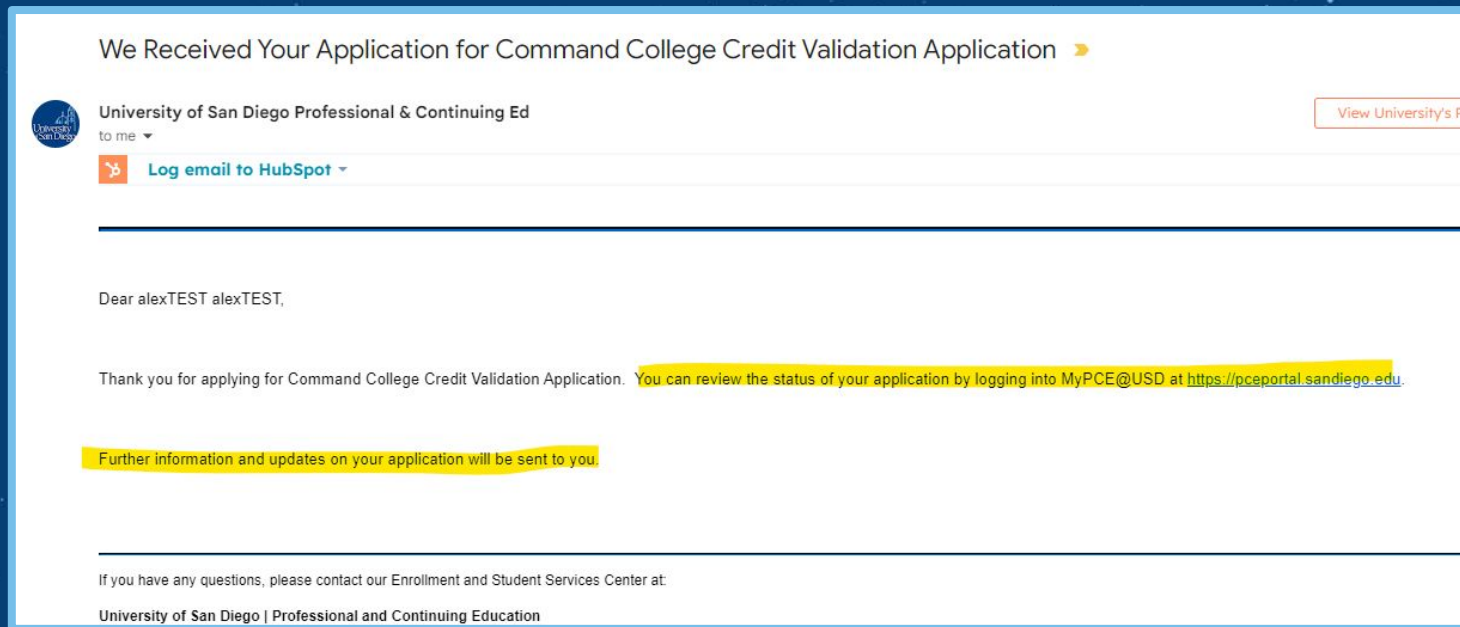 We Received Your Application for Command College Credit Validation Application
University of San Diego Professional & Continuing Ed
View University's
to me
Log email to HubSpot
Dear alexTEST alexTEST,
Thank you for applying for Command College Credit Validation Application. You can review the status of your application by logging into MyPCE@USD at https://pceportal.sandiego.edu.
Further information and updates on your application will be sent to you.
If you have any questions, please contact our Enrollment and Student Services Center at:
University of San Diego | Professional and Continuing Education